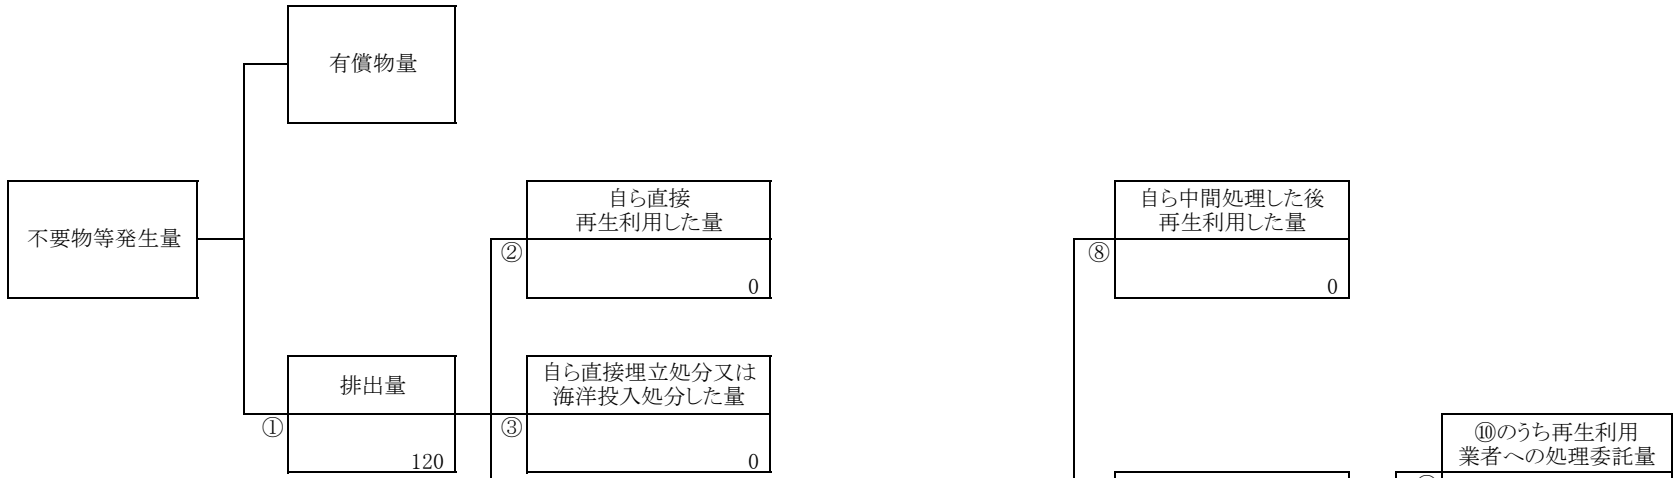 有償物量
不要物等発生量
自ら直接
再生利用した量
②
0
自ら中間処理した後
再生利用した量
⑧
0
排出量
①
120
自ら直接埋立処分又は
海洋投入処分した量
③
0
⑩のうち再生利用
業者への処理委託量